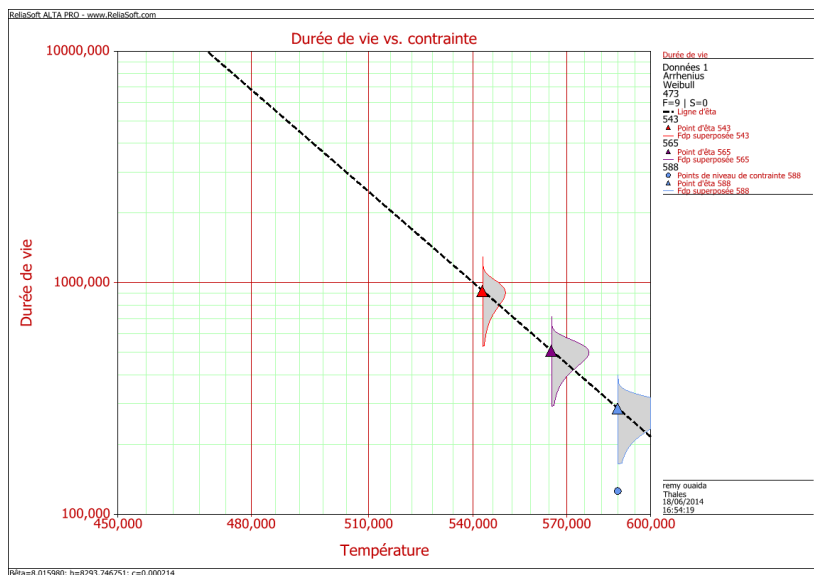 ReliaSoft ALTA PRO - www.ReliaSoft.com
Durée de vie vs. contrainte
10000,000
1000,000
100,000
Durée de vie
450,000
480,000
510,000
540,000
570,000
600,000
Température
Durée de vie
Données 1
Arrhenius
Weibull
473
F=9 | S=0
Ligne d'êta
543
Point d'êta 543
Fdp superposée 543
565
Point d'êta 565
Fdp superposée 565
588
Points de niveau de contrainte 588
Point d'êta 588
Fdp superposée 588
remy ouaida
Thales
18/06/2014
16:54:19
Bêta=8,015980; b=8293,746751; c=0,000214